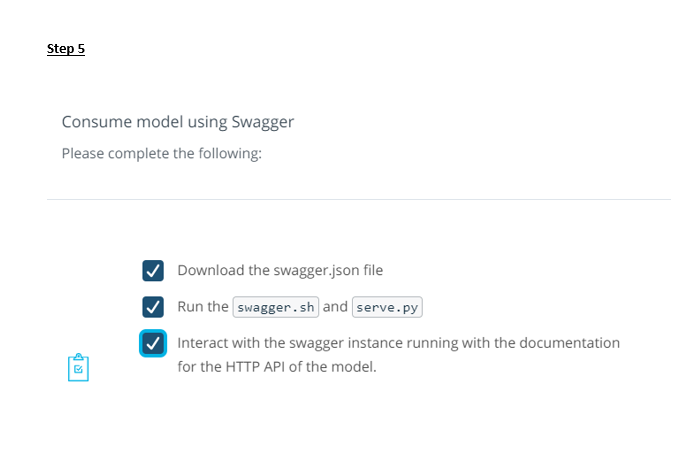 Step 5
Consume model using Swagger
Please complete the following:
Download the swagger.json file
Run the swagger.sh and serve.py
Interact with the swagger instance running with the documentation
for the HTTP API of the model.